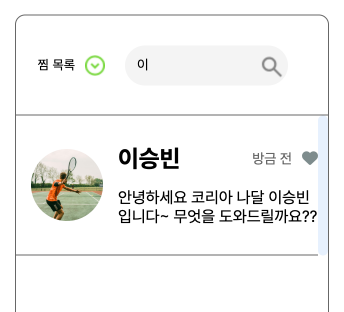 찜 목록
이
이승빈
방금 전
안녕하세요 코리아 나달 이승빈
입니다~ 무엇을 도와드릴까요??